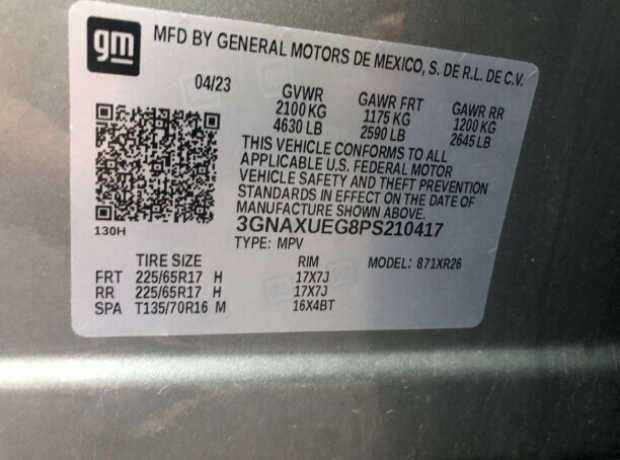 gm
MFD BY GENERAL MOTORS DE MEXICO, S. DE R.L. DE C.V.
04/23 GVWR GAWR FRT GAWR RR
2100 KG 1175 KG 1200 KG
4630 LB 2590 LB 2645 LB
THIS VEHICLE CONFORMS TO ALL
APPLICABLE U.S. FEDERAL MOTOR
VEHICLE SAFETY AND THEFT PREVENTION
STANDARDS IN EFFECT ON THE DATE OF
MANUFACTURE SHOWN ABOVE.
130H
3GNAXUEG8PS210417
TYPE: MPV
TIRE SIZE RIM MODEL: 871XR26
FRT 225/65R17 H 17X7J
RR 225/65R17 H 17X7J
SPA T135/70R16 M 16X4BT